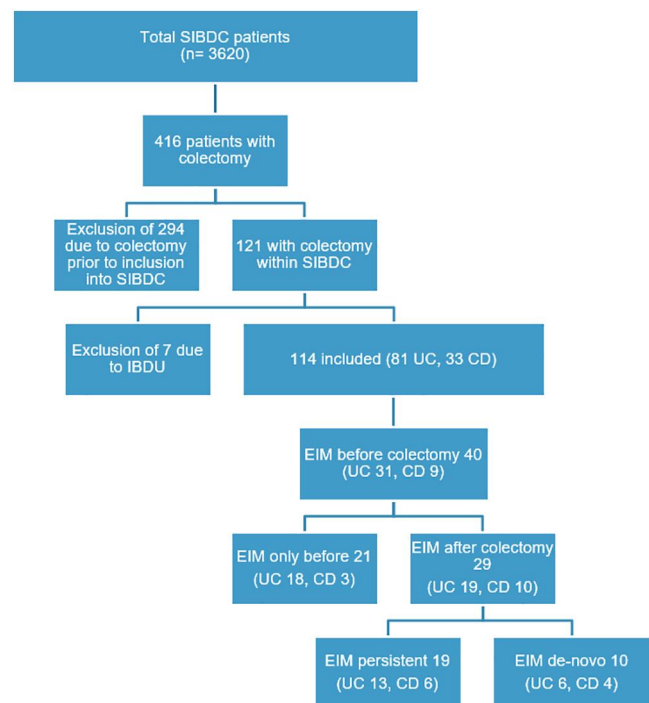 Total SIBDC patients
(n= 3620)
416 patients with
colectomy
Exclusion of 294
due to colectomy
prior to inclusion
into SIBDC
121 with colectomy
within SIBDC
Exclusion of 7 due
to IBDU
114 included (81 UC, 33 CD)
EIM before colectomy 40
(UC 31, CD 9)
EIM only before 21
(UC 18, CD 3)
EIM after colectomy
29
(UC 19, CD 10)
EIM persistent 19
(UC 13, CD 6)
EIM de-novo 10
(UC 6, CD 4)